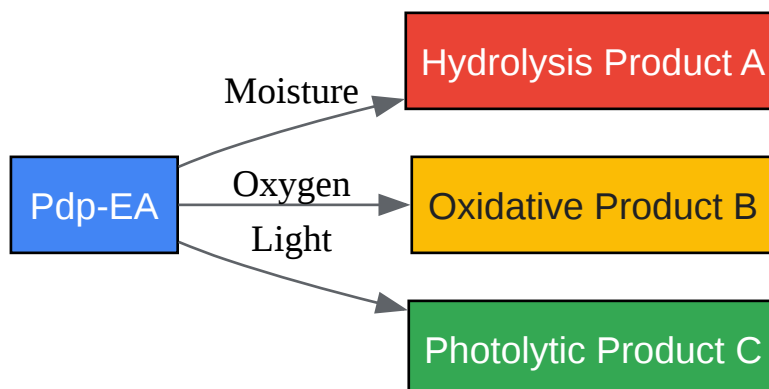 Hydrolysis Product A
Moisture
Pdp-EA
Oxygen
Oxidative Product B
Light
Photolytic Product C